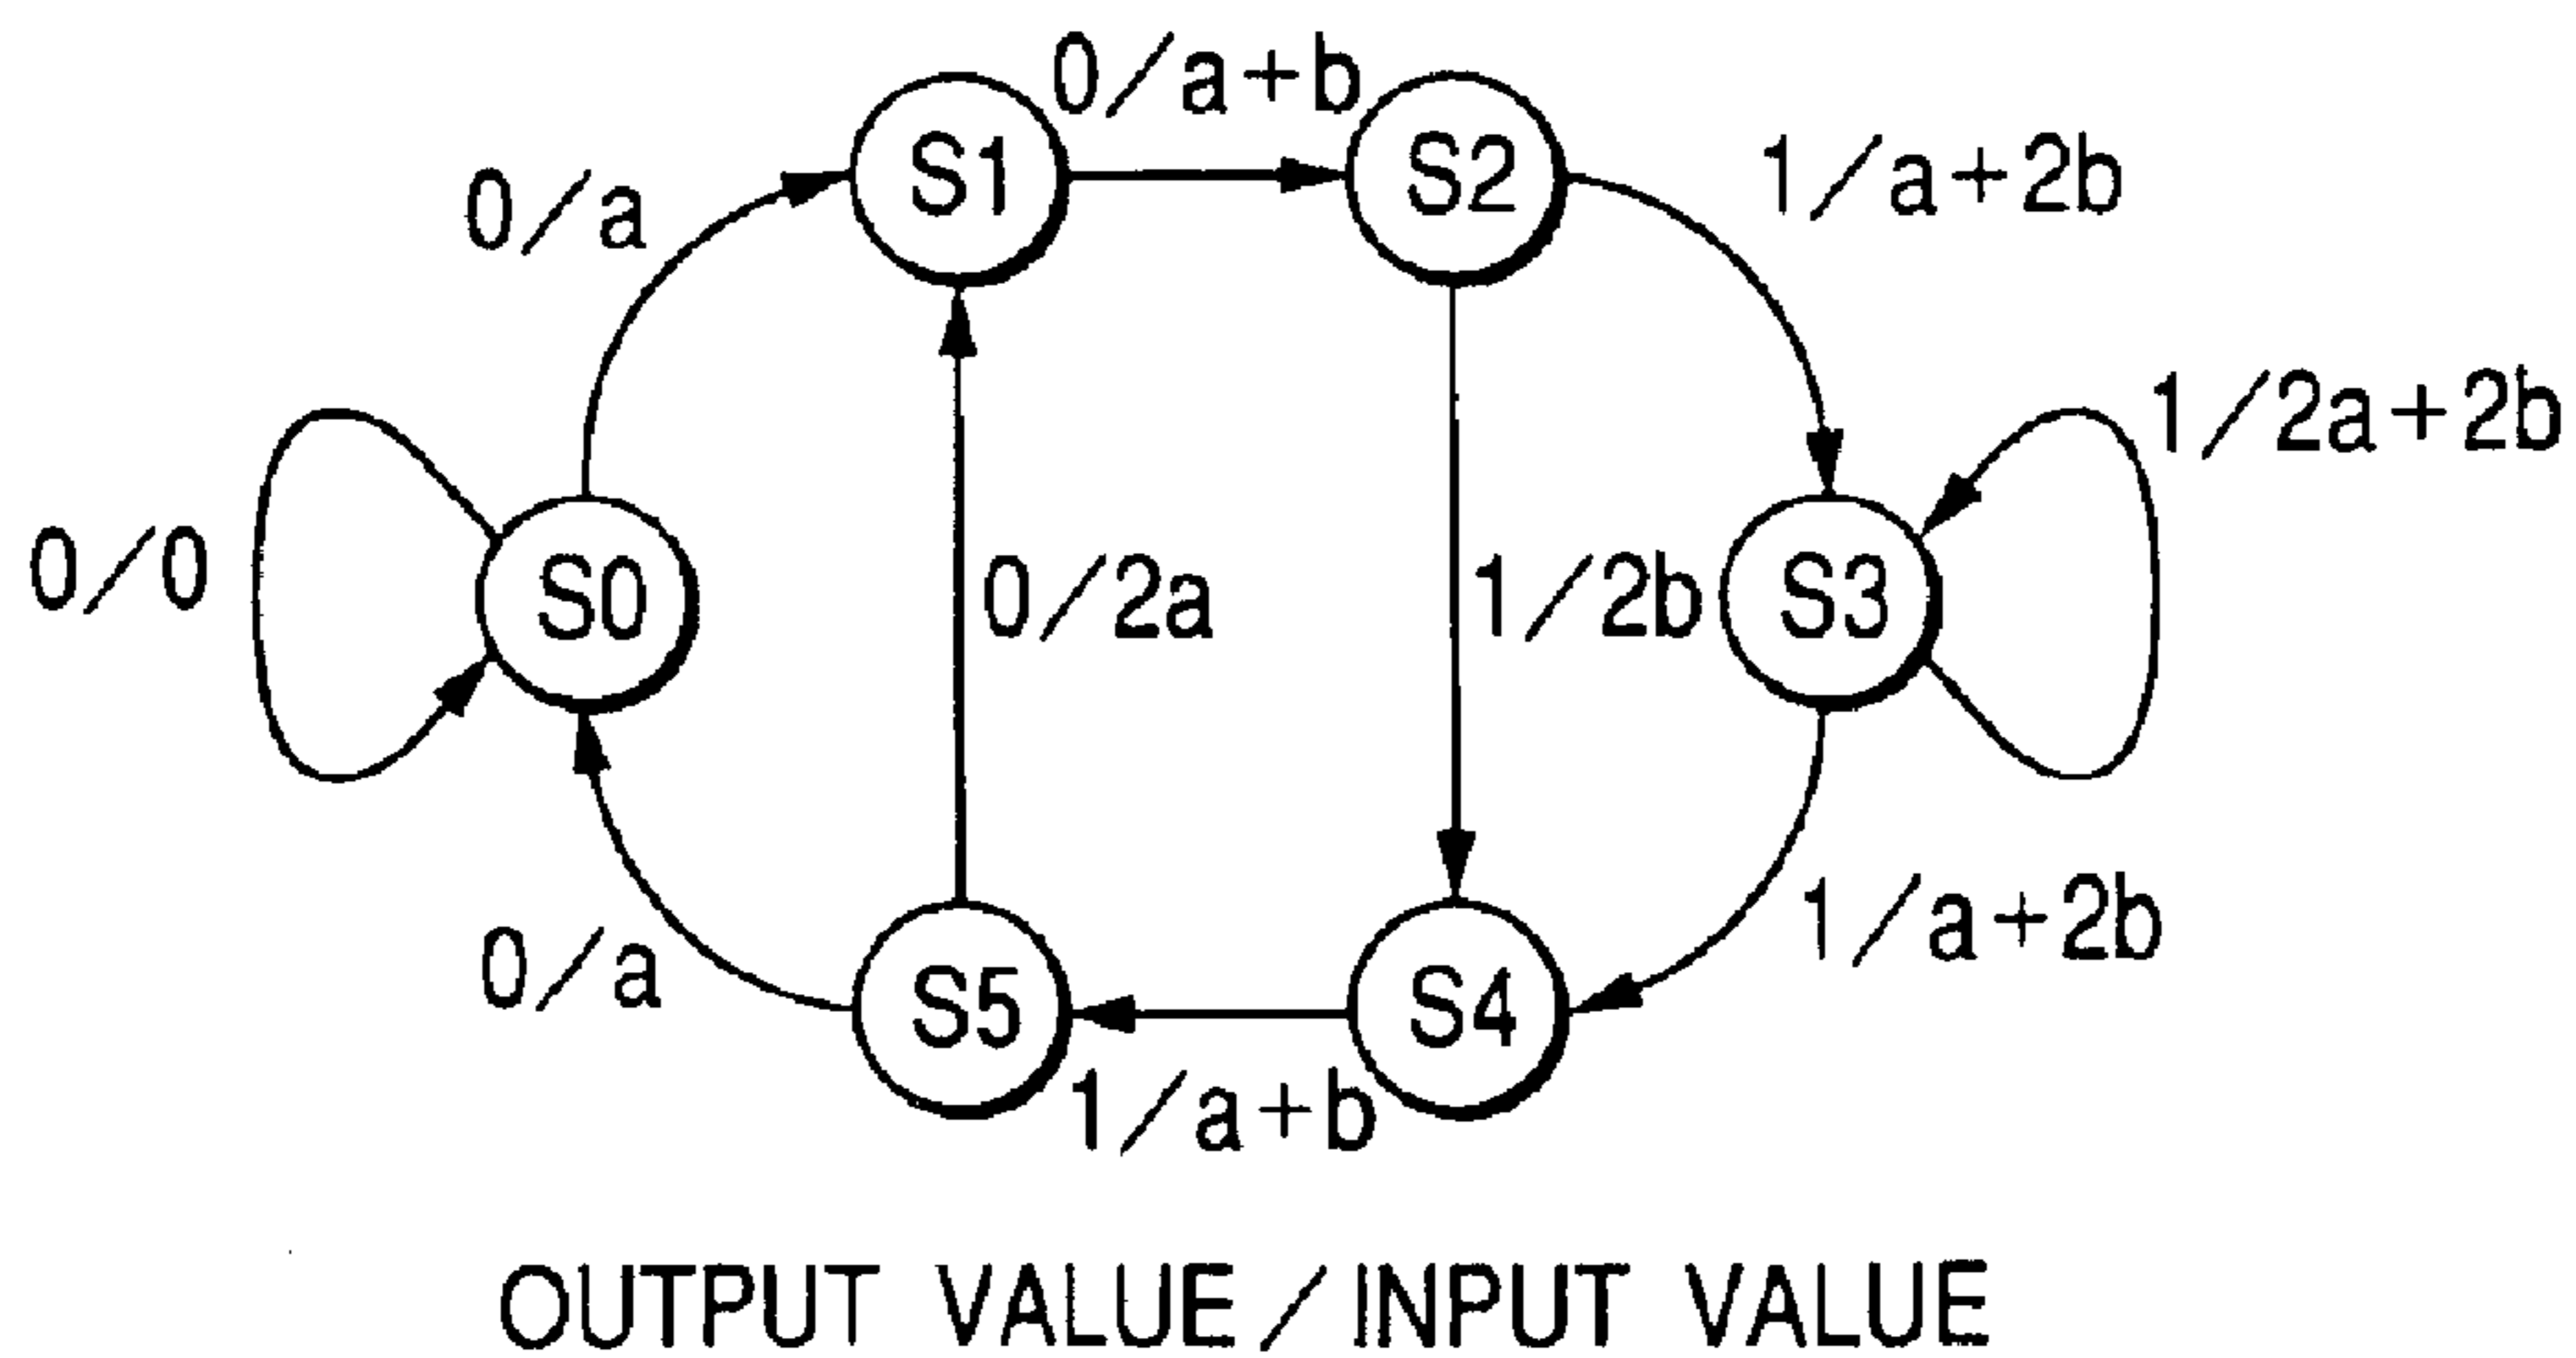 0/a+b
S1
S2
1/a+2b
0/a
1/2a+2b
0/0
S0
0/2a
1/2b
S3
0/a
S5
S4
1/a+2b
1/a+b
OUTPUT VALUE/INPUT VALUE